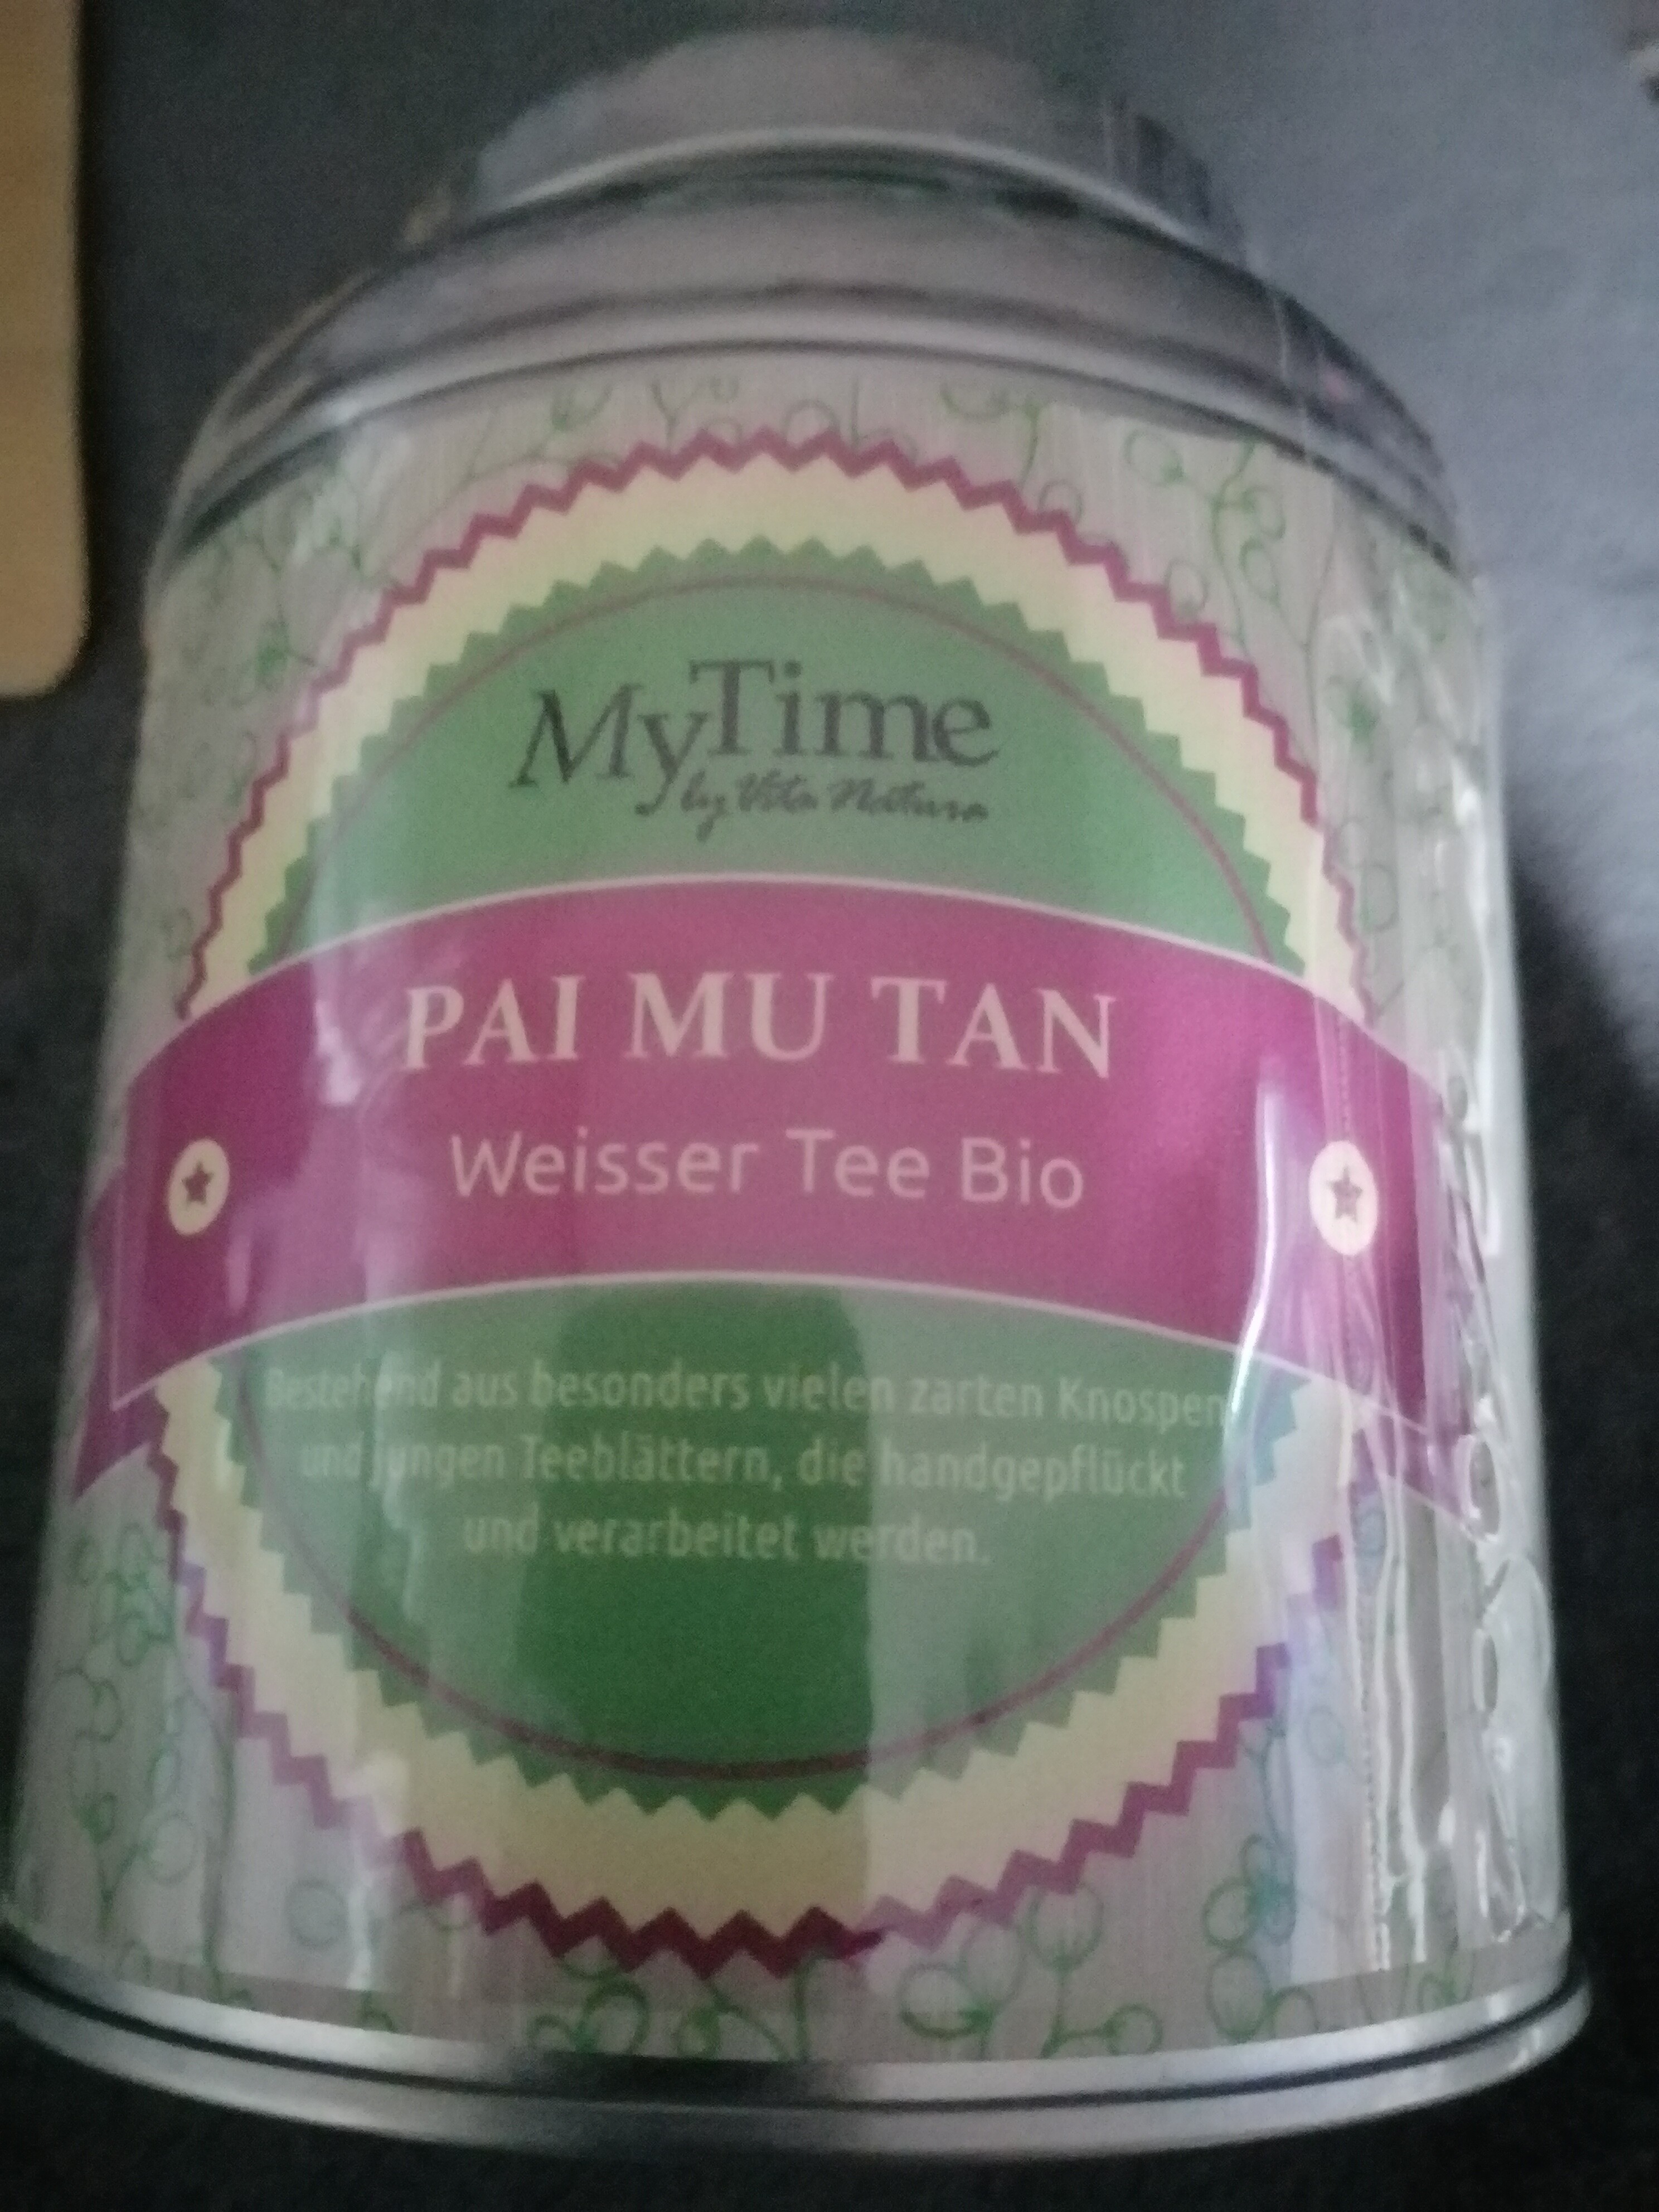 MyTime
by Vita Natura
PAI MU TAN
Weisser Tee Bio
Bestehend aus besonders vielen zarten Knospen
und jungen Teeblättern, die handgepflückt
und verarbeitet werden.